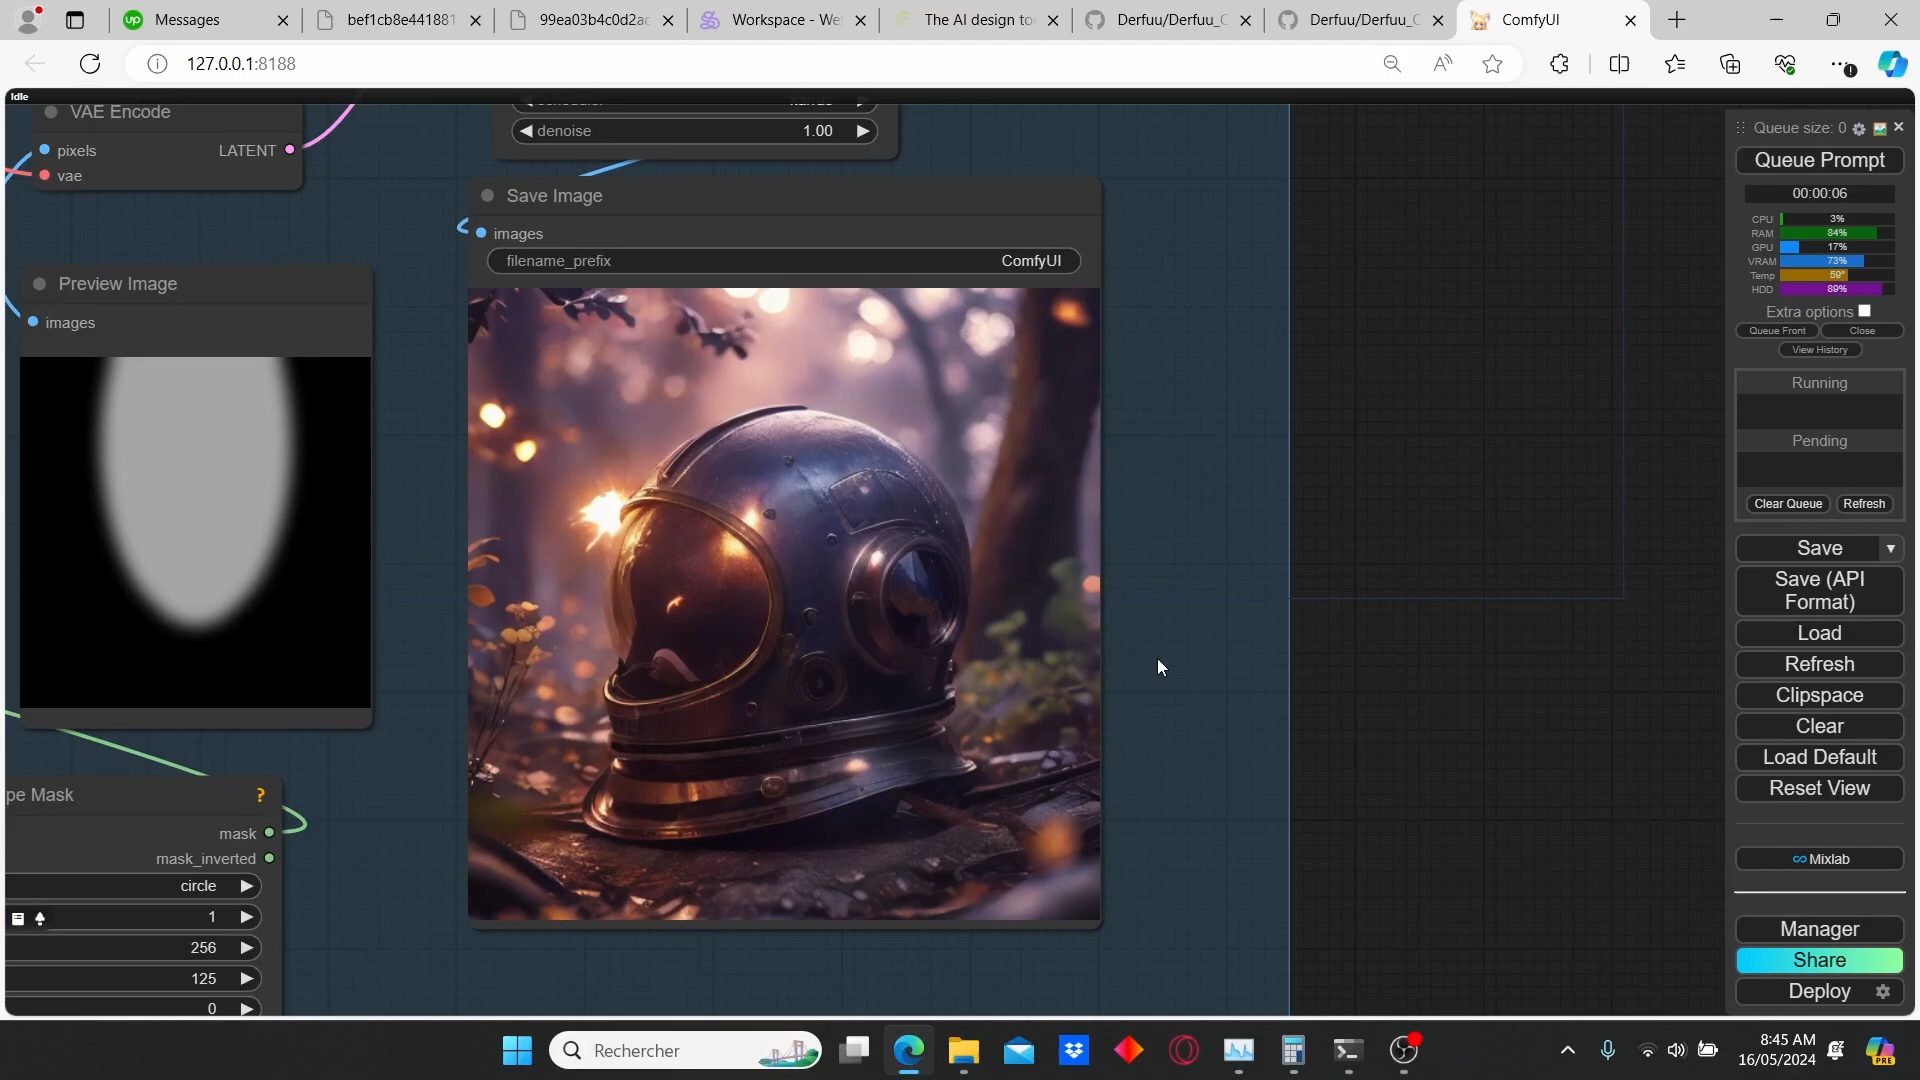 Messages
bef1cb8e441881
99ea03b4c0d2ac
Workspace - We
The AI design to
Derfuu/Derfuu_C
Derfuu/Derfuu_C
ComfyUI
127.0.0.1:8188
Idle
VAE Encode
pixels
LATENT
vae
denoise
1.00
Save Image
images
filename_prefix
ComfyUI
Preview Image
images
pe Mask
?
mask
mask_inverted
circle
1
256
125
0
Queue size: 0
Queue Prompt
00:00:06
CPU
3%
RAM
84%
GPU
17%
VRAM
73%
Temp
59°
HDD
89%
Extra options
Queue Front
Close
View History
Running
Pending
Clear Queue
Refresh
Save
Save (API
Format)
Load
Refresh
Clipspace
Clear
Load Default
Reset View
Mixlab
Manager
Share
Deploy
up
Rechercher
8:45 AM
16/05/2024
PRE